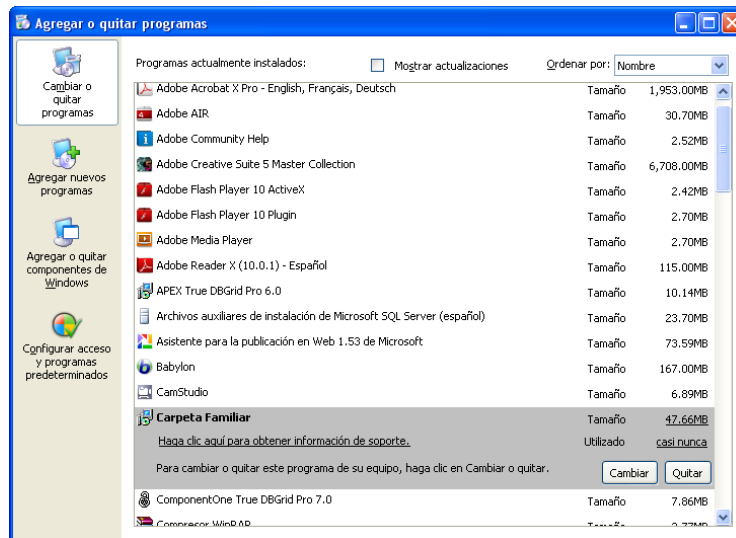 Agregar o quitar programas
Cambiar o
quitar
programas
Agregar nuevos
programas
Agregar o quitar
componentes de
Windows
Configurar acceso
y programas
predeterminados
Programas actualmente instalados:
Mostrar actualizaciones
Ordenar por: Nombre
Adobe Acrobat X Pro - English, Français, Deutsch Tamaño 1,953.00MB
Adobe AIR Tamaño 30.70MB
Adobe Community Help Tamaño 2.52MB
Adobe Creative Suite 5 Master Collection Tamaño 6,708.00MB
Adobe Flash Player 10 ActiveX Tamaño 2.42MB
Adobe Flash Player 10 Plugin Tamaño 2.70MB
Adobe Media Player Tamaño 2.70MB
Adobe Reader X (10.0.1) - Español Tamaño 115.00MB
APEX True DBGrid Pro 6.0 Tamaño 10.14MB
Archivos auxiliares de instalación de Microsoft SQL Server (español) Tamaño 23.70MB
Asistente para la publicación en Web 1.53 de Microsoft Tamaño 73.59MB
Babylon Tamaño 167.00MB
CamStudio Tamaño 6.89MB
Carpeta Familiar Tamaño 47.66MB
Haga clic aquí para obtener información de soporte. Utilizado casi nunca
Para cambiar o quitar este programa de su equipo, haga clic en Cambiar o quitar. Cambiar Quitar
ComponentOne True DBGrid Pro 7.0 Tamaño 7.86MB
Compresor WinRAR Tamaño 3.77MB